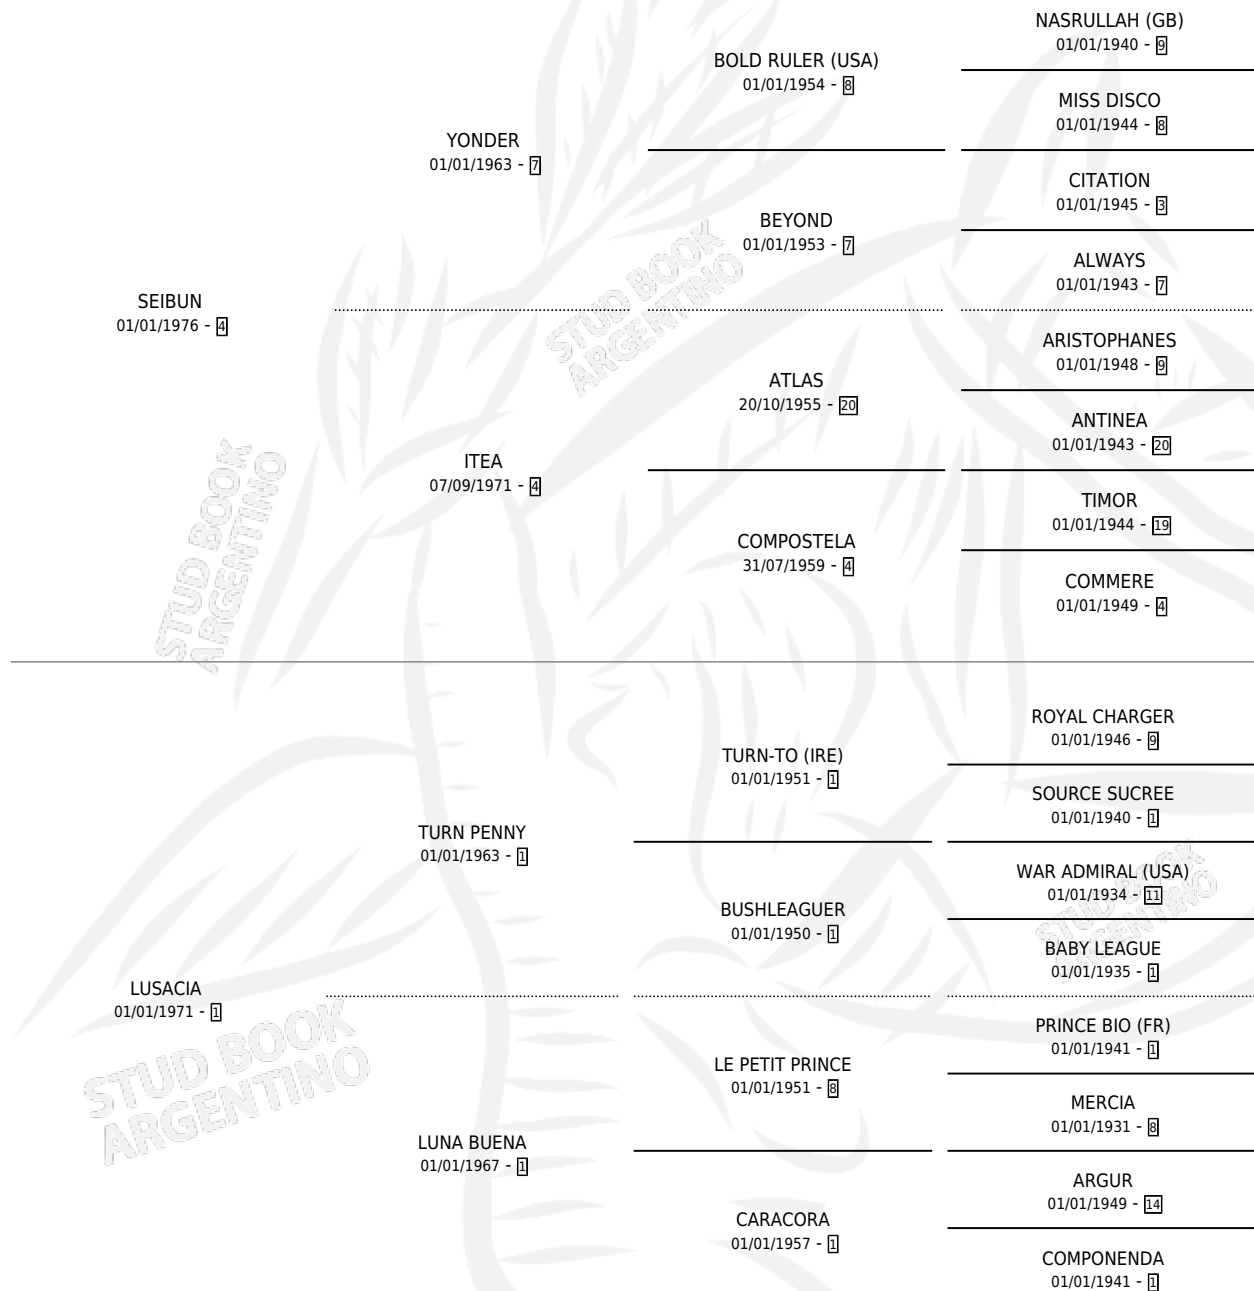 NASRULLAH (GB)
01/01/1940 - 9
BOLD RULER (USA)
01/01/1954 - 8
MISS DISCO
01/01/1944 - 8
YONDER
01/01/1963 - 7
CITATION
01/01/1945 - 3
BEYOND
01/01/1953 - 7
ALWAYS
01/01/1943 - 7
SEIBUN
01/01/1976 - 4
STUD BOOK
ARGENTINO
ARISTOPHANES
01/01/1948 - 9
ATLAS
20/10/1955 - 20
ANTINEA
01/01/1943 - 20
ITEA
07/09/1971 - 4
TIMOR
01/01/1944 - 19
COMPOSTELA
31/07/1959 - 4
COMMERE
01/01/1949 - 4
STUD BOOK
ARGENTINO
ROYAL CHARGER
01/01/1946 - 9
TURN-TO (IRE)
01/01/1951 - 1
SOURCE SUCREE
01/01/1940 - 1
TURN PENNY
01/01/1963 - 1
WAR ADMIRAL (USA)
01/01/1934 - 11
BUSHLEAGUER
01/01/1950 - 1
BABY LEAGUE
01/01/1935 - 1
STUD BOOK
ARGENTINO
LUSACIA
01/01/1971 - 1
PRINCE BIO (FR)
01/01/1941 - 1
LE PETIT PRINCE
01/01/1951 - 8
MERCIA
01/01/1931 - 8
STUD BOOK
ARGENTINO
LUNA BUENA
01/01/1967 - 1
ARGUR
01/01/1949 - 14
CARACORA
01/01/1957 - 1
COMPONENDA
01/01/1941 - 1